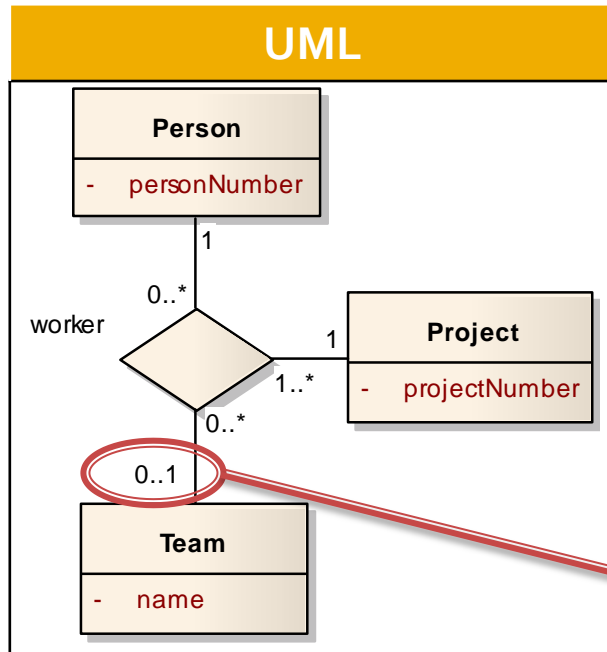 UML
Person
- personNumber
1
0..*
worker
1
Project
1..*
- projectNumber
0..*
0..1
Team
- name